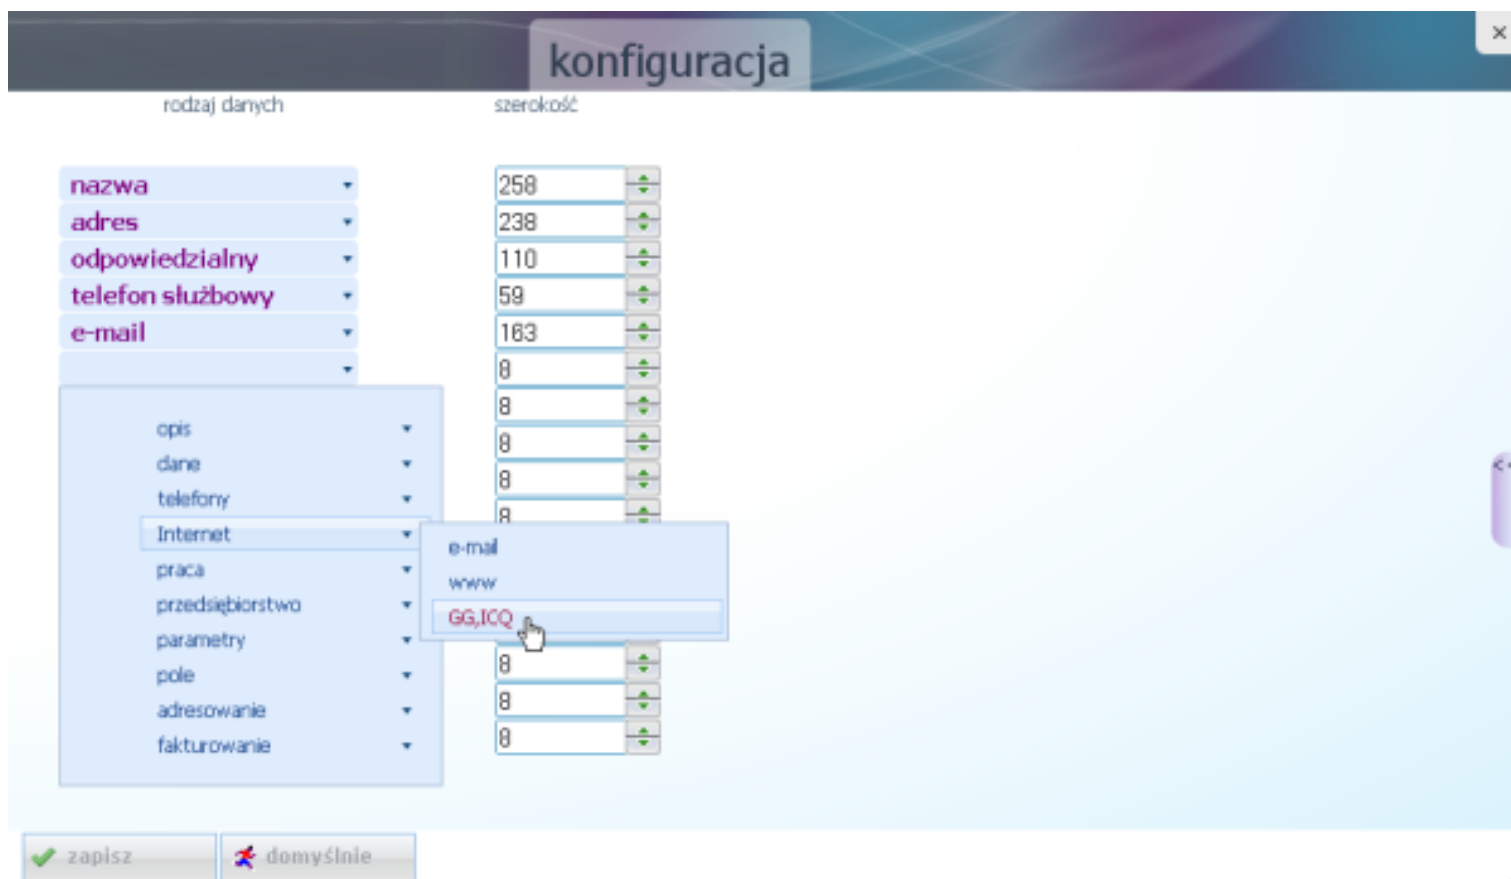 konfiguracja
×
rodzaj danych szerokość
nazwa 258
adres 238
odpowiedzialny 110
telefon służbowy 59
e-mail 163
8
8
opis
8
dane
8
telefony
8
Internet
e-mail
praca
www
przedsiębiorstwo
GG,ICQ
parametry
8
pole
8
adresowanie
8
fakturowanie
zapisz domyślnie